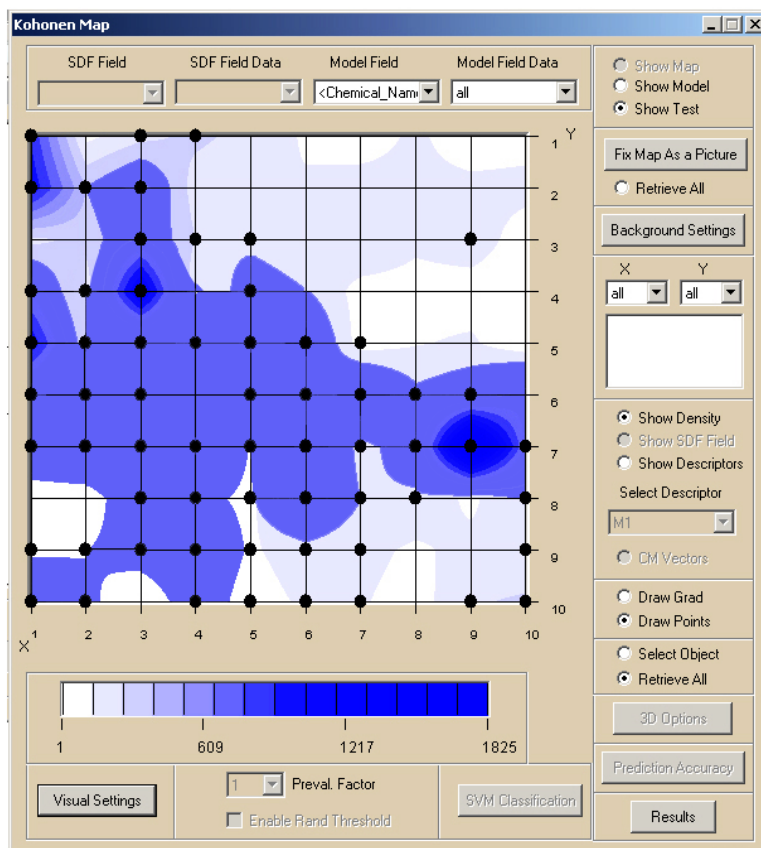 Kohonen Map
SDF Field
SDF Field Data
Model Field
Model Field Data
<Chemical_Nam
all
Show Map
Show Model
Show Test
Fix Map As a Picture
Retrieve All
Background Settings
X
Y
all
all
Show Density
Show SDF Field
Show Descriptors
Select Descriptor
M1
CM Vectors
Draw Grad
Draw Points
Select Object
Retrieve All
3D Options
Prediction Accuracy
Results
Y
1
2
3
4
5
6
7
8
9
10
X
1 2 3 4 5 6 7 8 9 10
1 609 1217 1825
Visual Settings
1
Preval. Factor
Enable Rand Threshold
SVM Classification